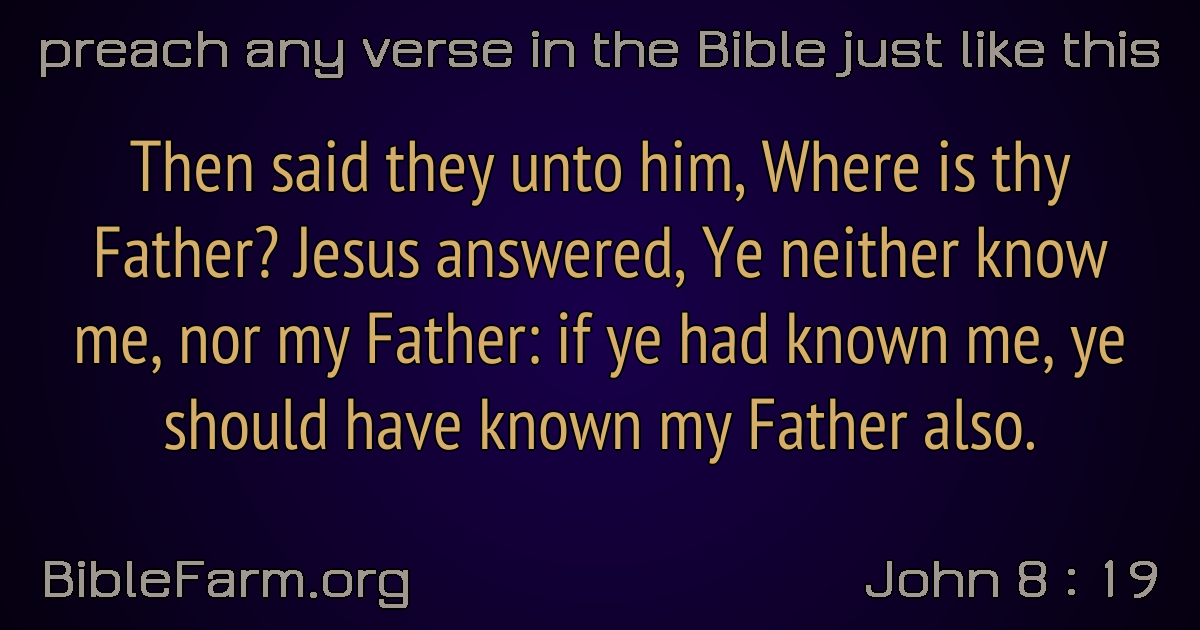 preach any verse in the Bible just like this
Then said they unto him, Where is thy
Father? Jesus answered, Ye neither know
me, nor my Father: if ye had known me, ye
should have known my Father also.
BibleFarm.org
John 8 : 19